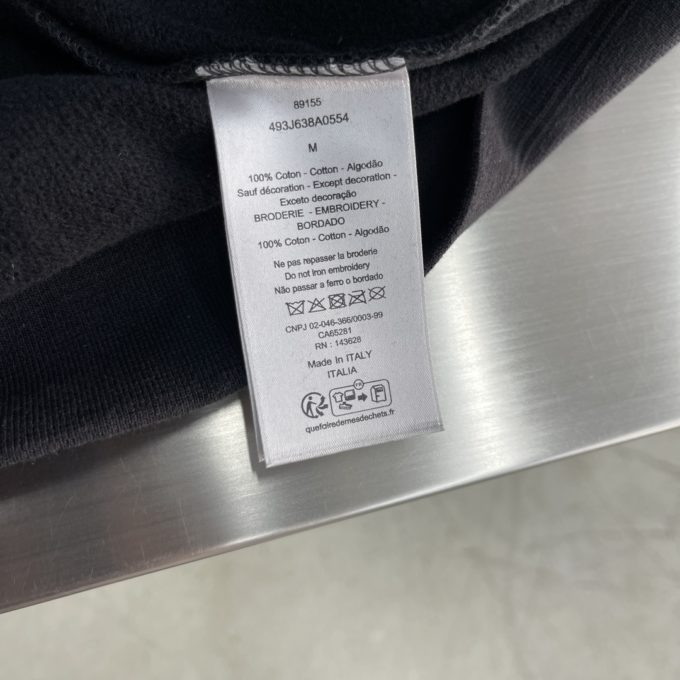 89155
493J638A0554
M
100% Coton - Cotton - Algodão
Sauf décoration - Except decoration -
Exceto decoração
BRODERIE - EMBROIDERY -
BORDADO
100% Coton - Cotton - Algodão
Ne pas repasser la broderie
Do not iron embroidery
Não passar a ferro o bordado
CNPJ 02-046-366/0003-99
CA65281
RN : 143628
Made In ITALY
ITALIA
FR
quefairedemesdechets.fr